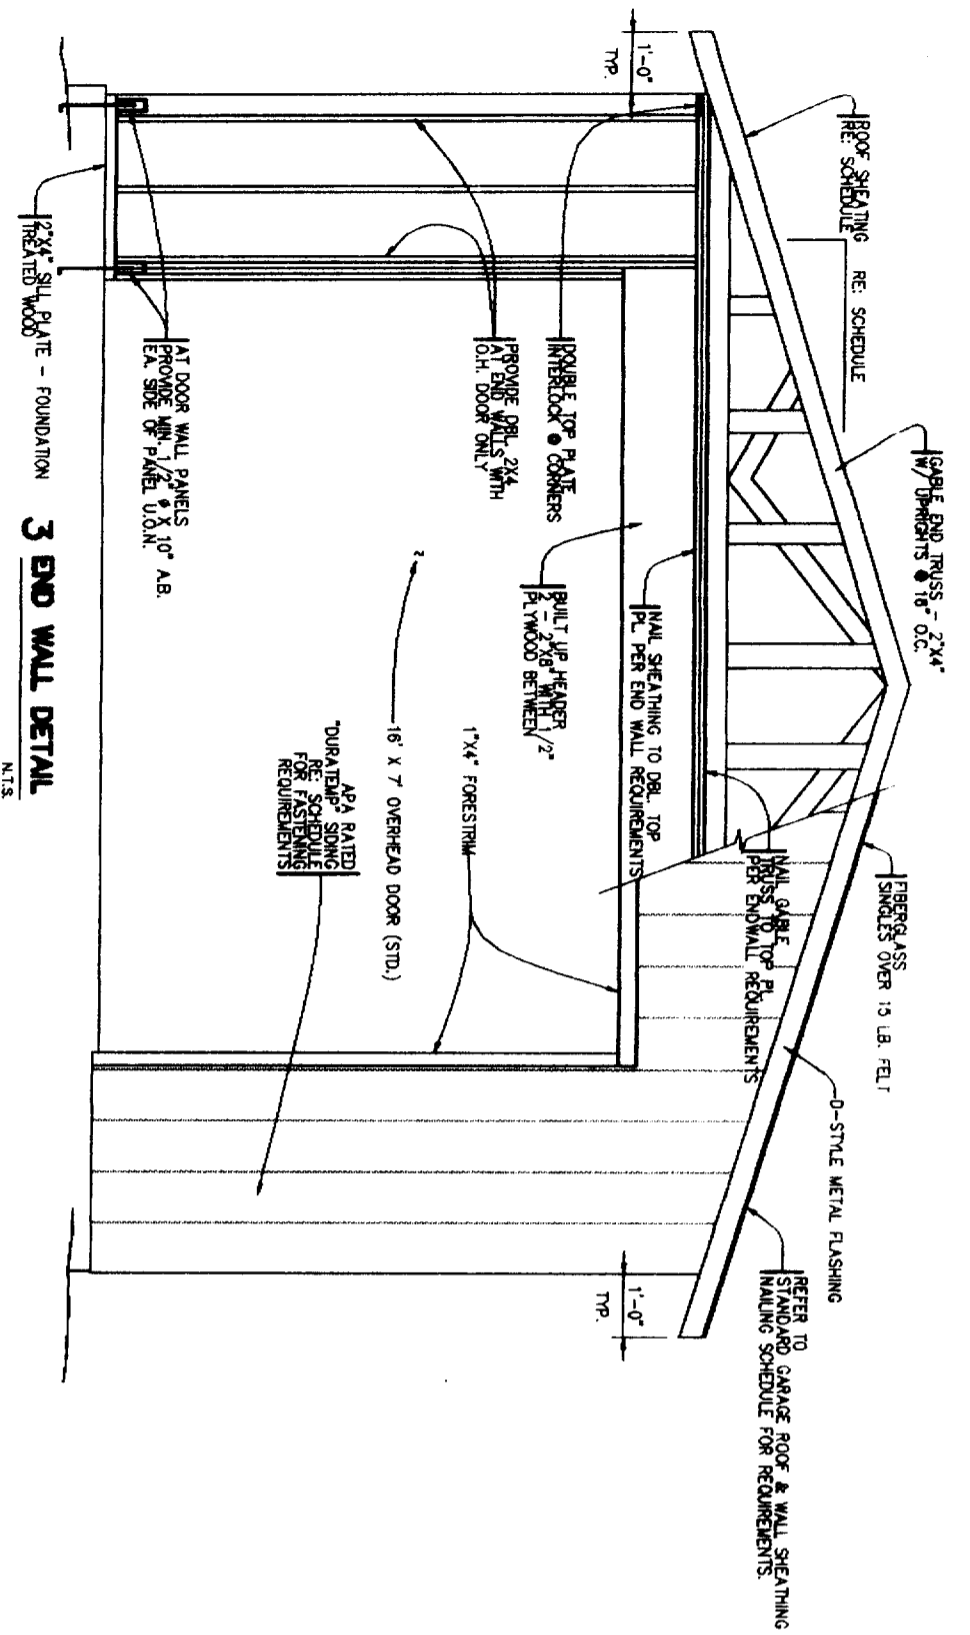 GABLE END TRUSS - 2"X4"
W/ UPRIGHTS @ 16" O.C.
RE: SCHEDULE
ROOF SHEATING
RE: SCHEDULE
FIBERGLASS
SINGLES OVER 15 LB. FELT
D-STYLE METAL FLASHING
REFER TO
STANDARD GARAGE ROOF & WALL SHEATHING
NAILING SCHEDULE FOR REQUIREMENTS.
1'-0"
TYP.
NAIL GABLE
TRUSS TO TOP PL.
PER ENDWALL REQUIREMENTS
1'-0"
TYP.
NAIL SHEATHING TO DBL. TOP
PL. PER END WALL REQUIREMENTS
DOUBLE TOP PLATE
INTERLOCK @ CORNERS
BUILT UP HEADER
2 - 2"X8" WITH 1/2"
PLYWOOD BETWEEN
PROVIDE DBL. 2X4
AT END WALLS WITH
O.H. DOOR ONLY
1"X4" FORESTRIM
16' X 7' OVERHEAD DOOR (STD.)
APA RATED
"DURATEMP" SIDING
RE: SCHEDULE
FOR FASTENING
REQUIREMENTS
AT DOOR WALL PANELS
PROVIDE MIN. 1/2" ø X 10" A.B.
EA. SIDE OF PANEL U.O.N.
2"X4" SILL PLATE - FOUNDATION
TREATED WOOD
3 END WALL DETAIL
N.T.S.